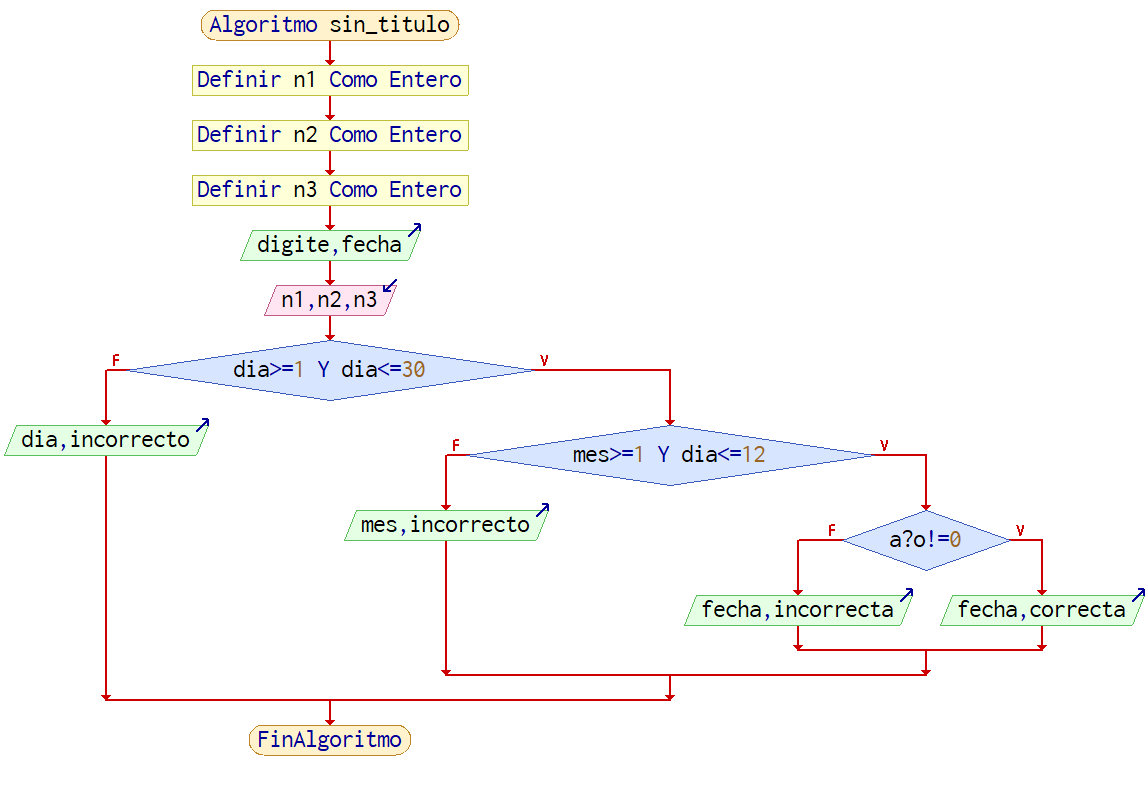 Algoritmo sin_titulo
Definir n1 Como Entero
Definir n2 Como Entero
Definir n3 Como Entero
digite,fecha
n1,n2,n3
F
dia>=1 Y dia<=30
V
dia,incorrecto
F
mes>=1 Y dia<=12
V
mes,incorrecto
F
a?o!=0
V
fecha,incorrecta
fecha,correcta
FinAlgoritmo